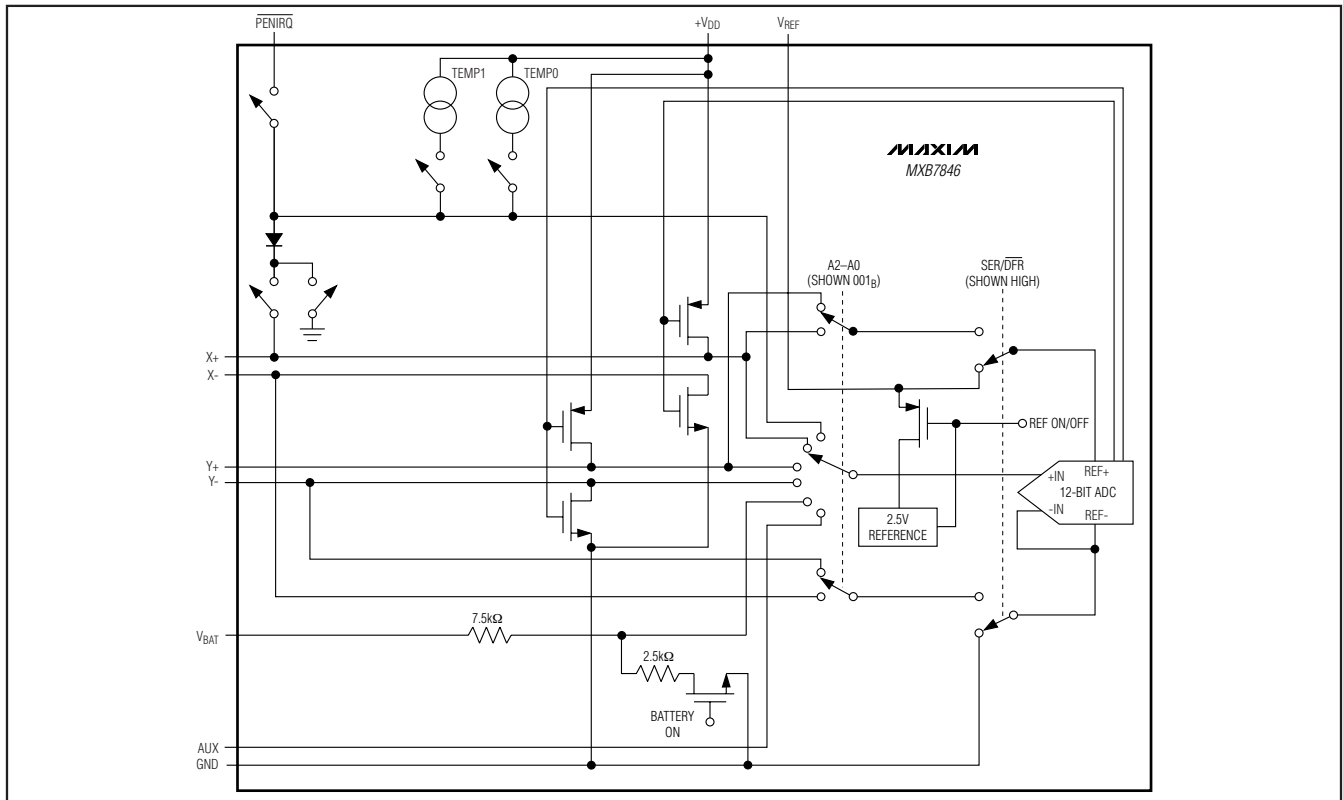 PENIRQ
+VDD
VREF
TEMP1
TEMP0
MAXIM
MXB7846
A2–A0
(SHOWN 001B)
SER/DFR
(SHOWN HIGH)
X+
X-
REF ON/OFF
Y+
Y-
+IN
REF+
12-BIT ADC
-IN
REF-
2.5V
REFERENCE
7.5kΩ
VBAT
2.5kΩ
BATTERY
ON
AUX
GND